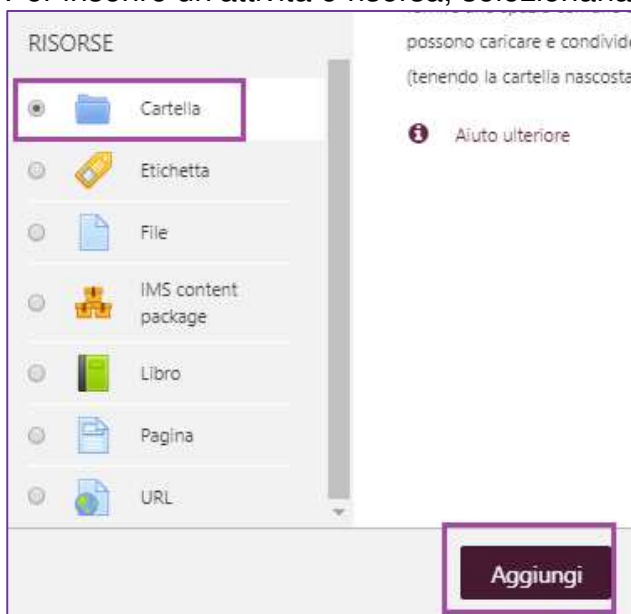 RISORSE
possono caricare e condivide
(tenendo la cartella nascosta
Cartella
Aiuto ulteriore
Etichetta
File
IMS content
package
Libro
Pagina
URL
Aggiungi